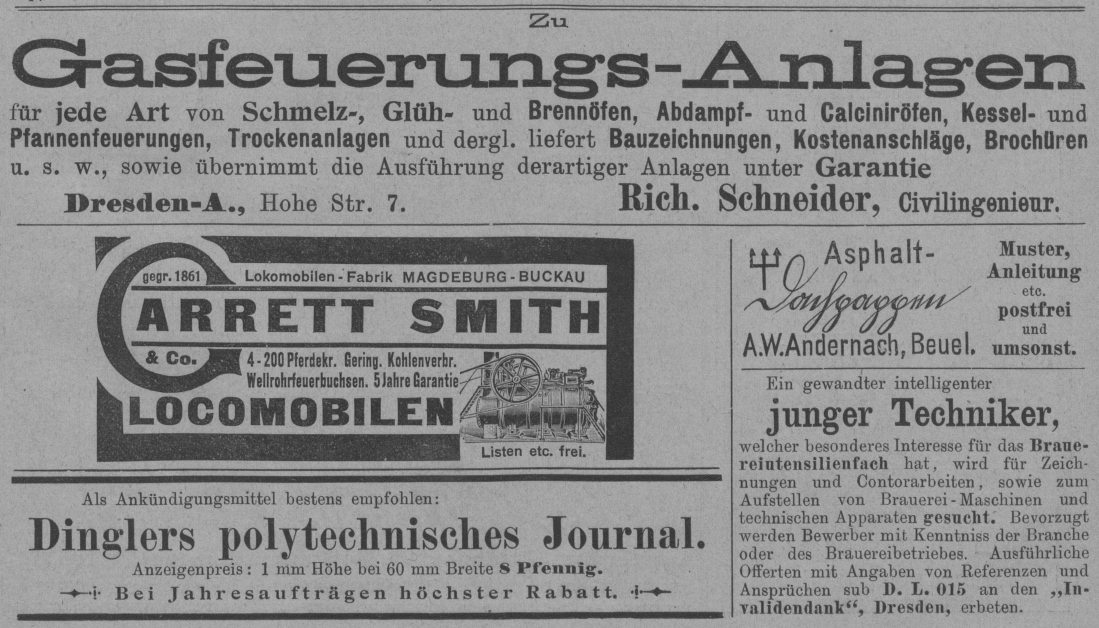 Zu
Gasfeuerungs-Anlagen
für jede Art von Schmelz-, Glüh- und Brennöfen, Abdampf- und Calciniröfen, Kessel- und
Pfannenfeuerungen, Trockenanlagen und dergl. liefert Bauzeichnungen, Kostenanschläge, Brochüren
u. s. w., sowie übernimmt die Ausführung derartiger Anlagen unter Garantie
Dresden-A., Hohe Str. 7. Rich. Schneider, Civilingenieur.
gegr. 1861 Lokomobilen-Fabrik MAGDEBURG-BUCKAU
GARRETT SMITH
& Co. 4-200 Pferdekr. Gering. Kohlenverbr.
Wellrohrfeuerbuchsen. 5 Jahre Garantie
LOCOMOBILEN
Listen etc. frei.
Als Ankündigungsmittel bestens empfohlen:
Dinglers polytechnisches Journal.
Anzeigenpreis: 1 mm Höhe bei 60 mm Breite 8 Pfennig.
Bei Jahresaufträgen höchster Rabatt.
Asphalt-
Dachpappen
A.W.Andernach, Beuel.
Muster,
Anleitung
etc.
postfrei
und
umsonst.
Ein gewandter intelligenter
junger Techniker,
welcher besonderes Interesse für das Braue-
reiutensilienfach hat, wird für Zeich-
nungen und Contorarbeiten, sowie zum
Aufstellen von Brauerei-Maschinen und
technischen Apparaten gesucht. Bevorzugt
werden Bewerber mit Kenntniss der Branche
oder des Brauereibetriebes. Ausführliche
Offerten mit Angaben von Referenzen und
Ansprüchen sub D. L. 015 an den „In-
validendank“, Dresden, erbeten.